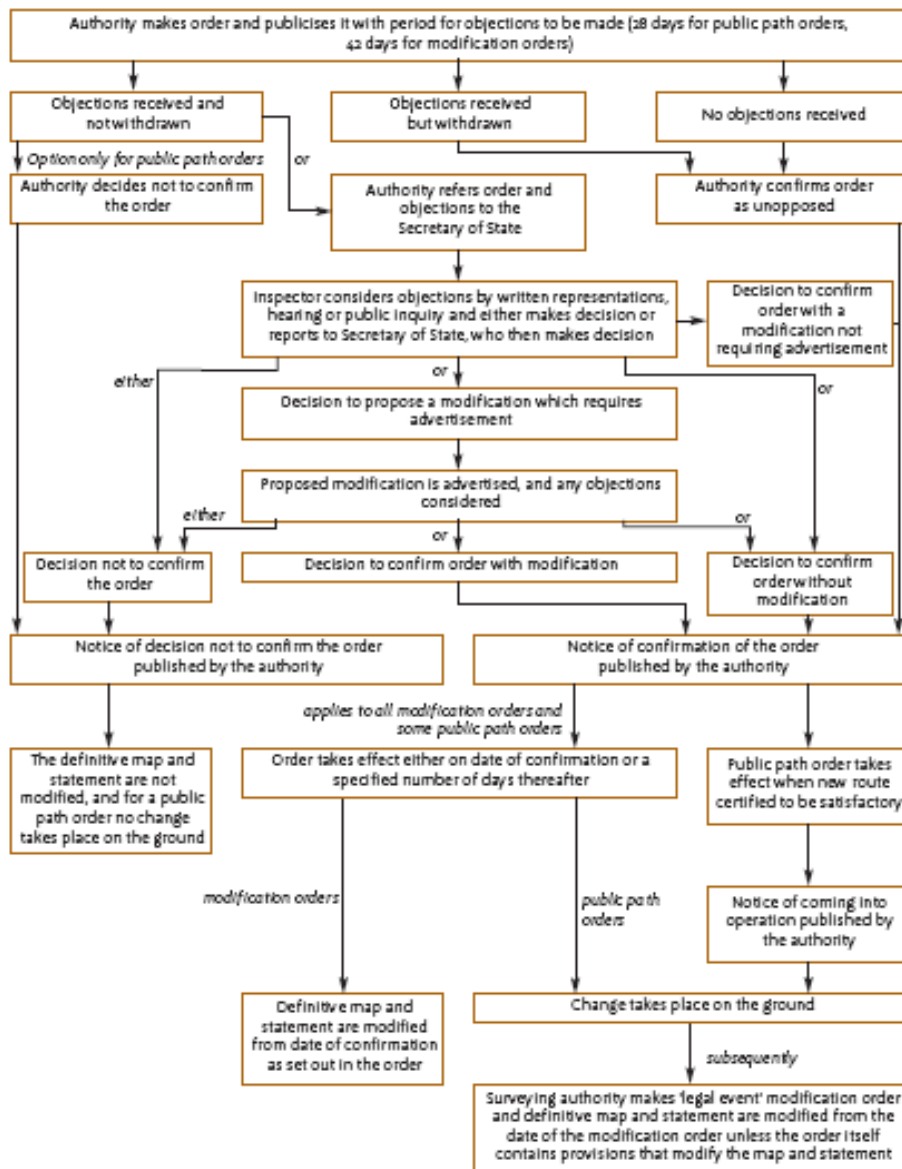 Authority makes order and publicises it with period for objections to be made (28 days for public path orders,
42 days for modification orders)
Objections received and
not withdrawn
Objections received
but withdrawn
No objections received
Option only for public path orders
or
Authority decides not to confirm
the order
Authority refers order and
objections to the
Secretary of State
Authority confirms order
as unopposed
Inspector considers objections by written representations,
hearing or public inquiry and either makes decision or
reports to Secretary of State, who then makes decision
Decision to confirm
order with a
modification not
requiring advertisement
either
or
or
Decision to propose a modification which requires
advertisement
Proposed modification is advertised, and any objections
considered
either
or
or
Decision not to confirm
the order
Decision to confirm order with modification
Decision to confirm
order without
modification
Notice of decision not to confirm the order
published by the authority
Notice of confirmation of the order
published by the authority
applies to all modification orders and
some public path orders
The definitive map and
statement are not
modified, and for a public
path order no change
takes place on the ground
Order takes effect either on date of confirmation or a
specified number of days thereafter
Public path order takes
effect when new route
certified to be satisfactory
modification orders
public path
orders
Notice of coming into
operation published by
the authority
Definitive map and
statement are modified
from date of confirmation
as set out in the order
Change takes place on the ground
subsequently
Surveying authority makes 'legal event' modification order
and definitive map and statement are modified from the
date of the modification order unless the order itself
contains provisions that modify the map and statement